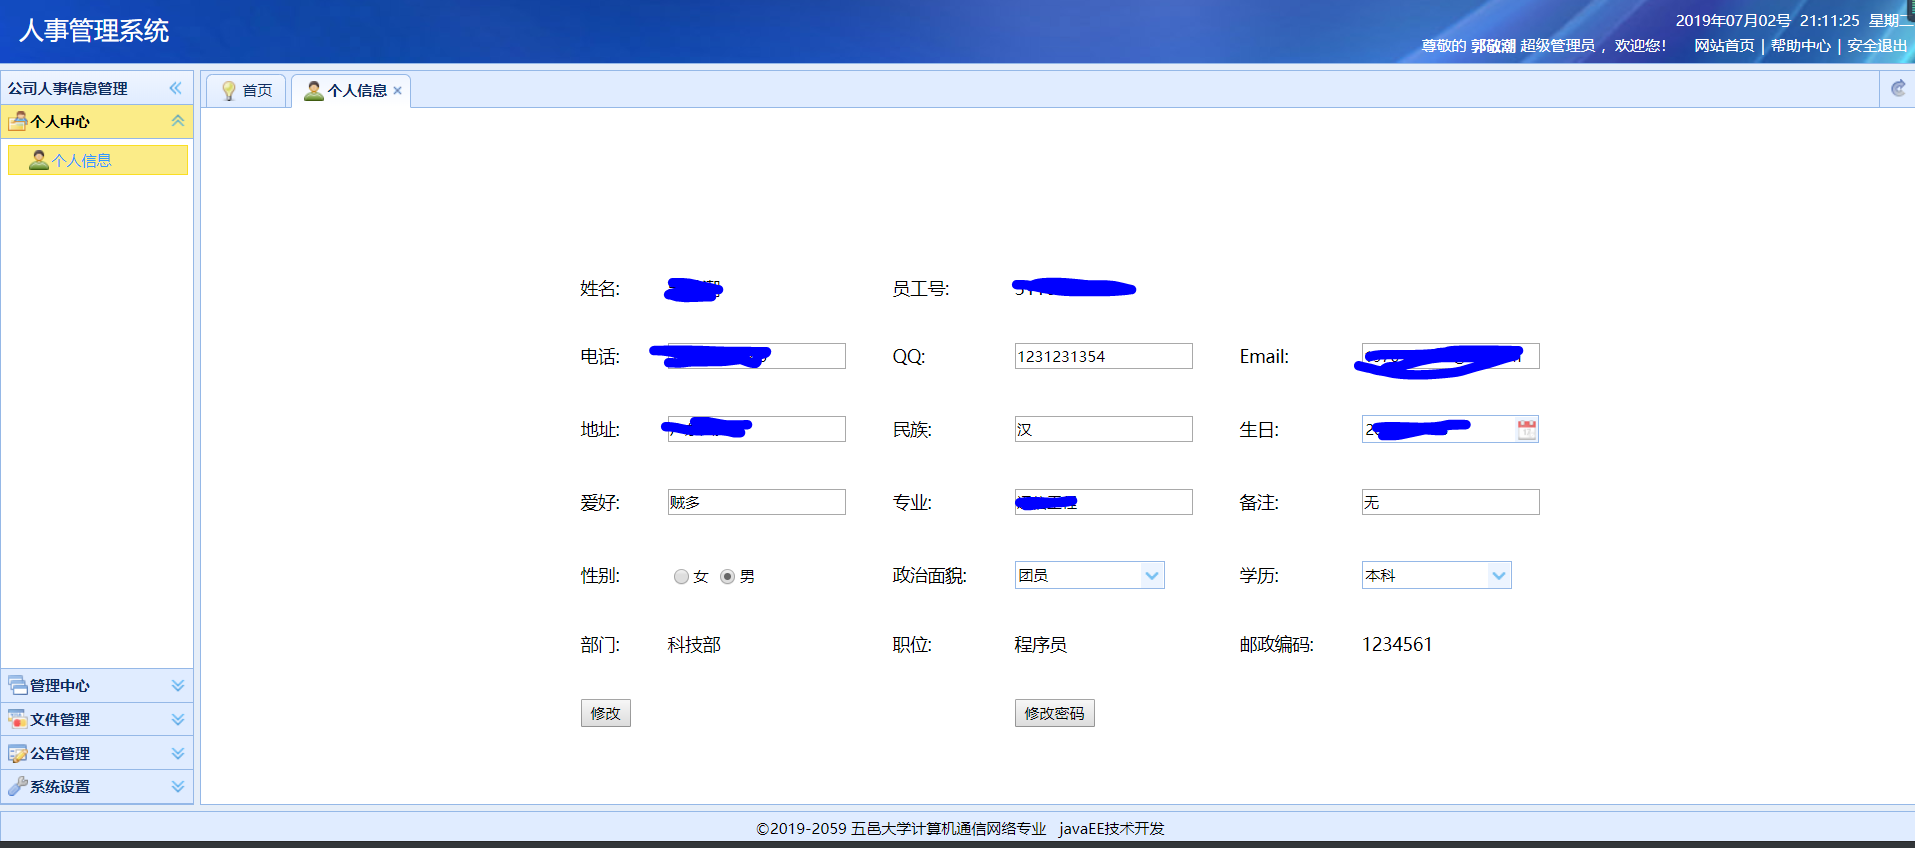 人事管理系统
2019年07月02号 21:11:25 星期二
尊敬的 郭敬潮 超级管理员 ，欢迎您! 网站首页 | 帮助中心 | 安全退出
公司人事信息管理
首页 个人信息
个人中心
个人信息
姓名: 员工号:
电话: QQ: 1231231354 Email:
地址: 民族: 汉 生日:
爱好: 贼多 专业: 备注: 无
性别: 女 男 政治面貌: 团员 学历: 本科
部门: 科技部 职位: 程序员 邮政编码: 1234561
修改 修改密码
管理中心
文件管理
公告管理
系统设置
©2019-2059 五邑大学计算机通信网络专业 javaEE技术开发